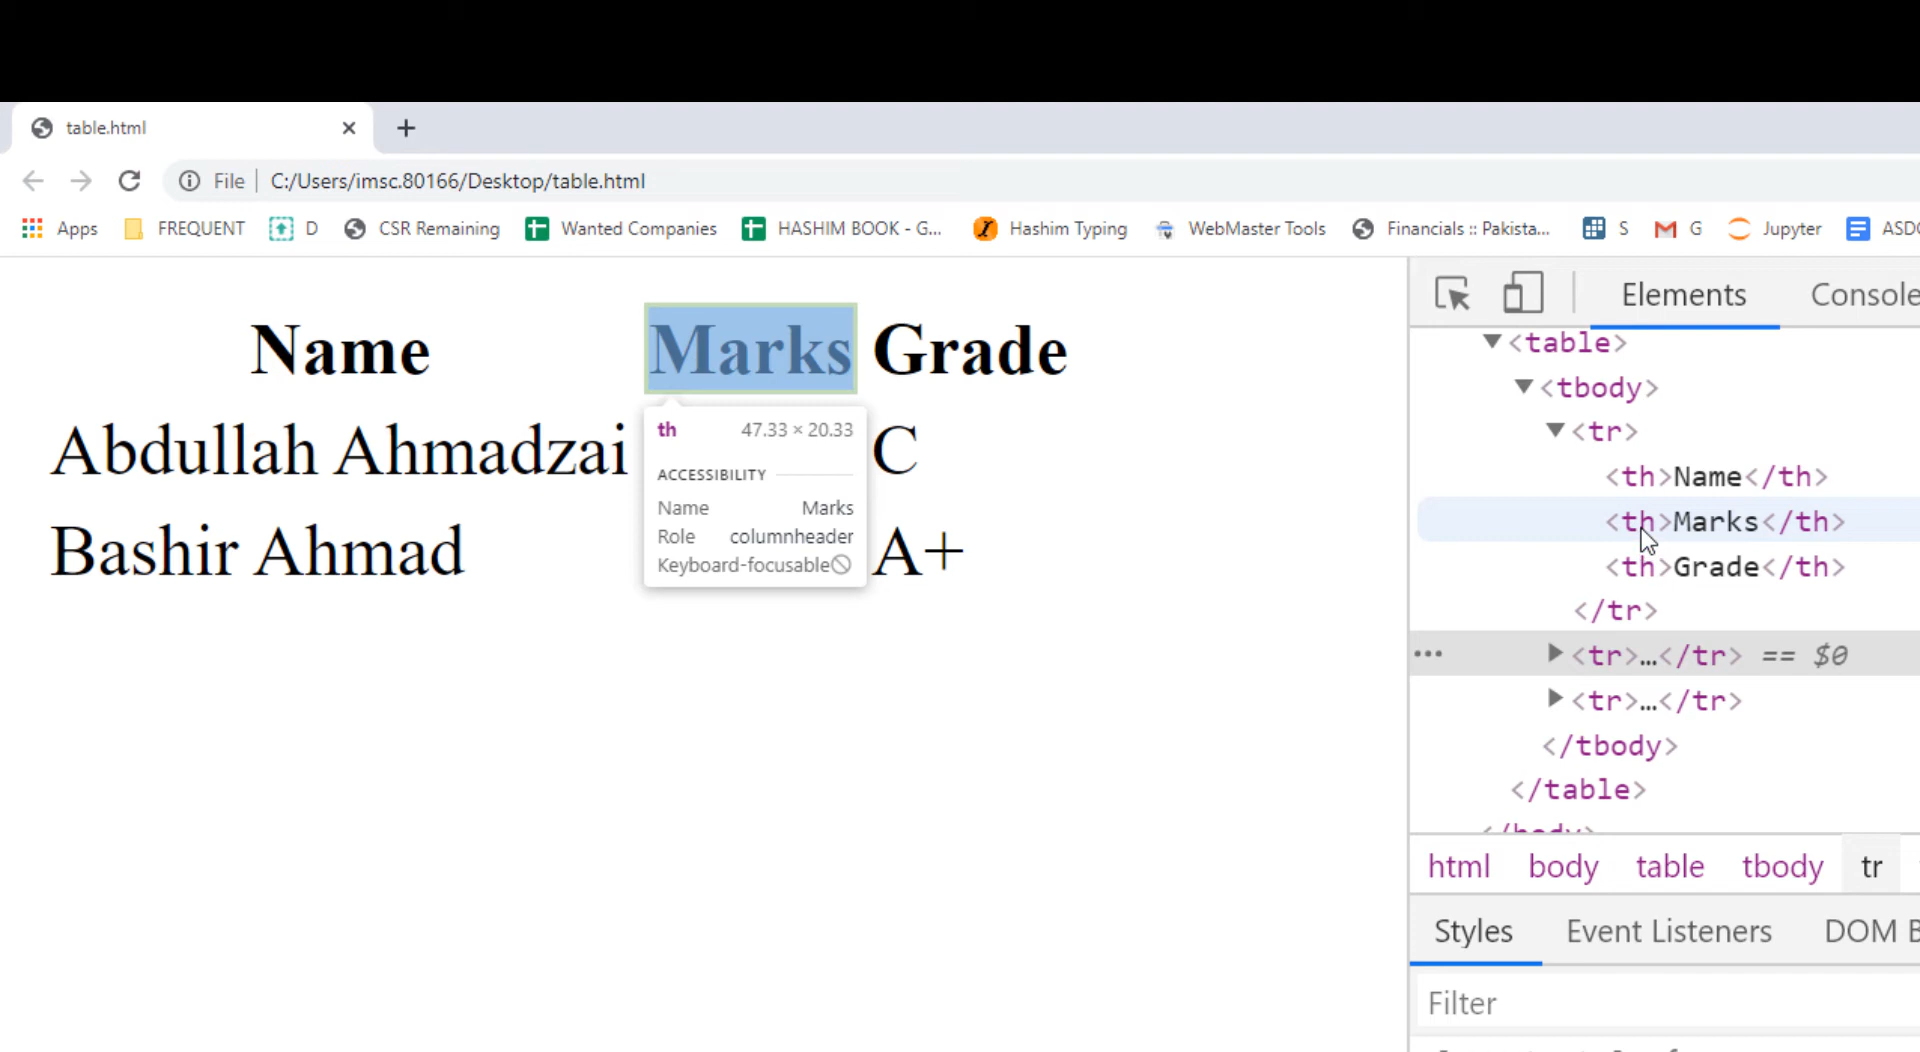 table.html
File C:/Users/imsc.80166/Desktop/table.html
Apps FREQUENT D CSR Remaining Wanted Companies HASHIM BOOK - G... Hashim Typing WebMaster Tools Financials :: Pakista... S G Jupyter
Name Marks Grade
Abdullah Ahmadzai C
Bashir Ahmad A+
th 47.33 × 20.33
ACCESSIBILITY
Name Marks
Role columnheader
Keyboard-focusable
Elements Console
<table>
<tbody>
<tr>
<th>Name</th>
<th>Marks</th>
<th>Grade</th>
</tr>
<tr>…</tr> == $0
<tr>…</tr>
</tbody>
</table>
</body>
html body table tbody tr
Styles Event Listeners DOM B
Filter